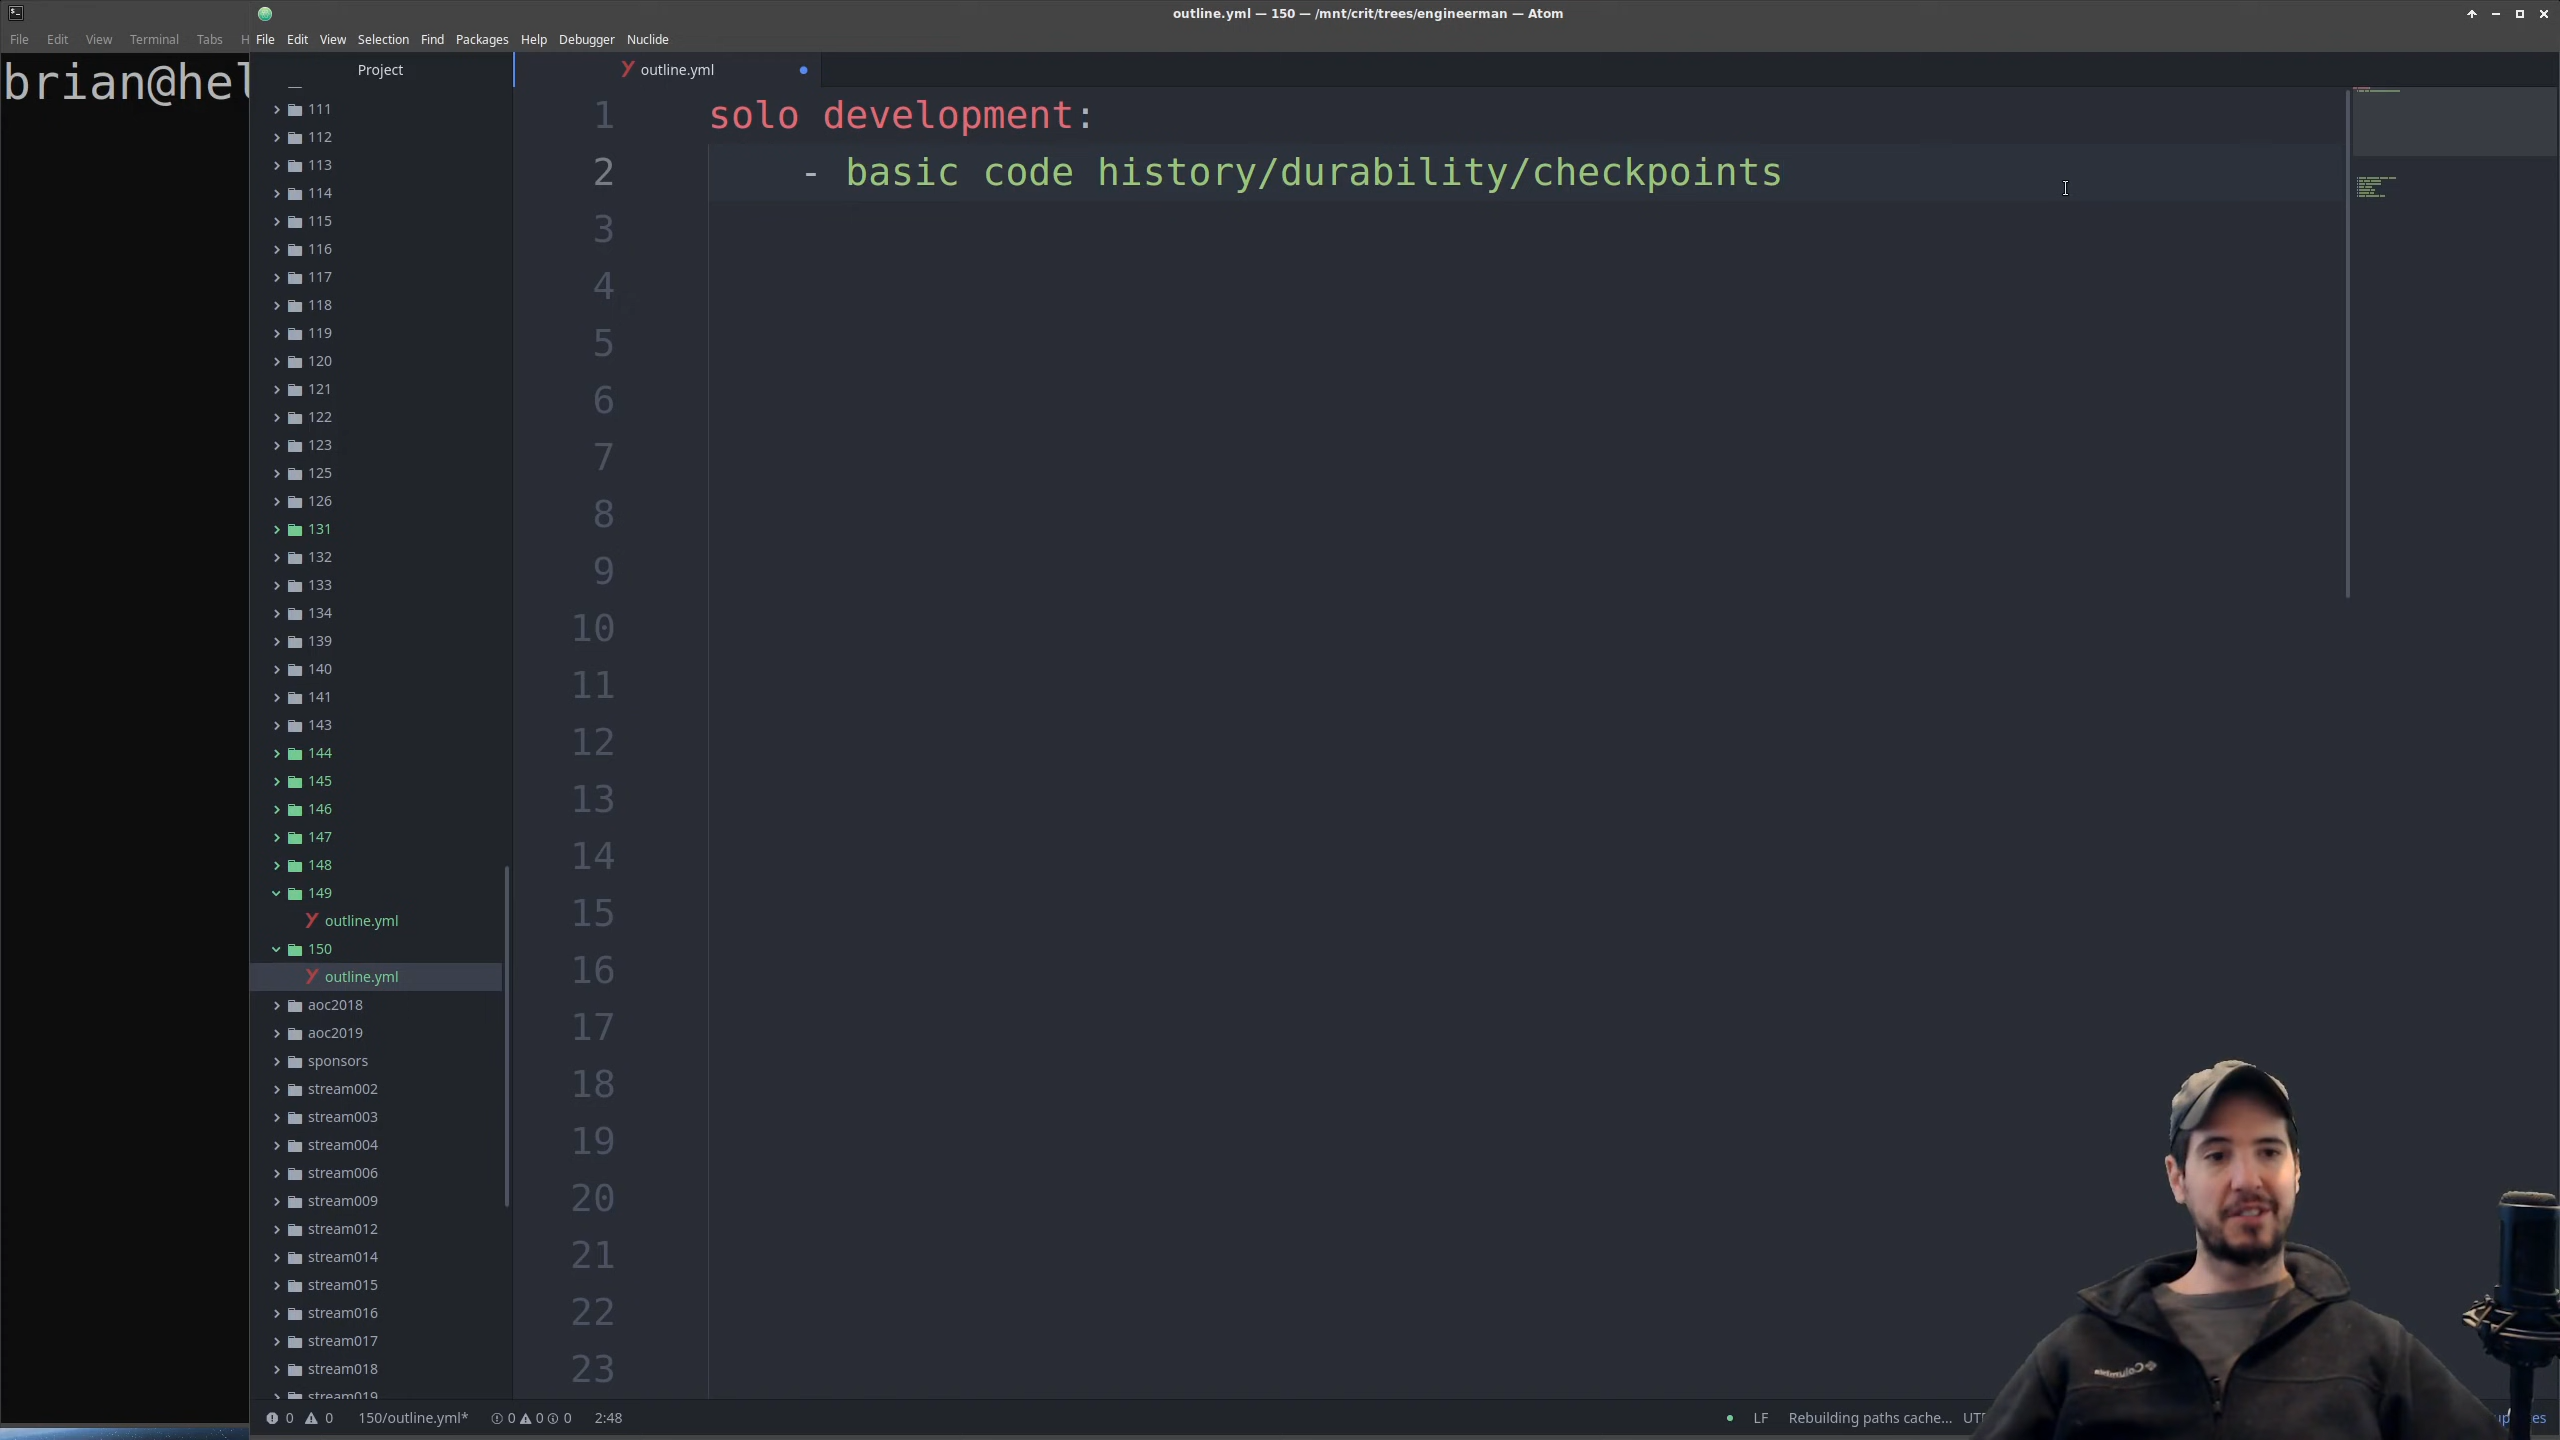 outline.yml — 150 — /mnt/crit/trees/engineerman — Atom
File Edit View Terminal Tabs H
File Edit View Selection Find Packages Help Debugger Nuclide
brian@hel
Project
outline.yml
111
112
113
114
115
116
117
118
119
120
121
122
123
125
126
131
132
133
134
139
140
141
143
144
145
146
147
148
149
outline.yml
150
outline.yml
aoc2018
aoc2019
sponsors
stream002
stream003
stream004
stream006
stream009
stream012
stream014
stream015
stream016
stream017
stream018
stream019
1 solo development:
2 - basic code history/durability/checkpoints
3
4
5
6
7
8
9
10
11
12
13
14
15
16
17
18
19
20
21
22
23
Columbia
0 0 150/outline.yml* 0 0 0 2:48 LF Rebuilding paths cache... UTF